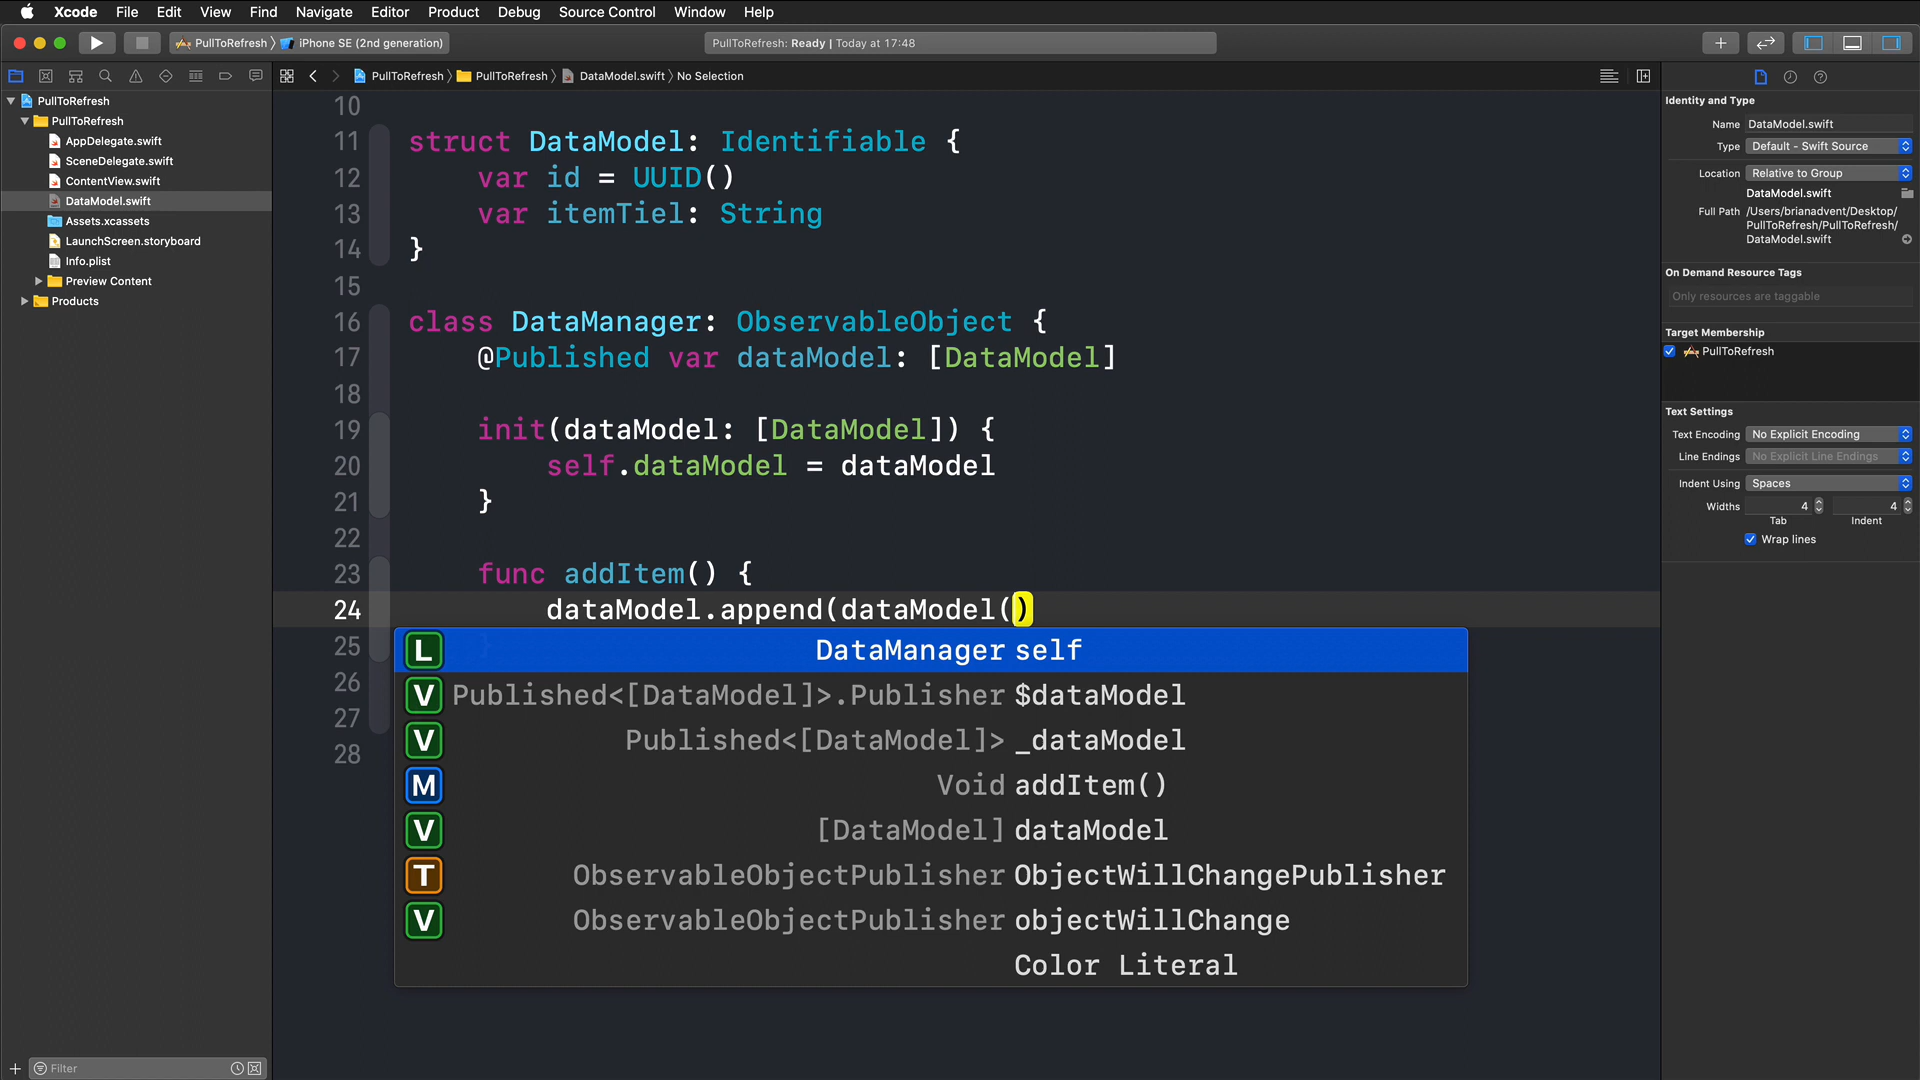 Xcode File Edit View Find Navigate Editor Product Debug Source Control Window Help
PullToRefresh iPhone SE (2nd generation)
PullToRefresh: Ready | Today at 17:48
PullToRefresh PullToRefresh DataModel.swift No Selection
PullToRefresh
PullToRefresh
AppDelegate.swift
SceneDelegate.swift
ContentView.swift
DataModel.swift
Assets.xcassets
LaunchScreen.storyboard
Info.plist
Preview Content
Products
Filter
10
11 struct DataModel: Identifiable {
12 var id = UUID()
13 var itemTiel: String
14 }
15
16 class DataManager: ObservableObject {
17 @Published var dataModel: [DataModel]
18
19 init(dataModel: [DataModel]) {
20 self.dataModel = dataModel
21 }
22
23 func addItem() {
24 dataModel.append(dataModel()
25 }
26
27
28
L DataManager self
V Published<[DataModel]>.Publisher $dataModel
V Published<[DataModel]> _dataModel
M Void addItem()
V [DataModel] dataModel
T ObservableObjectPublisher ObjectWillChangePublisher
V ObservableObjectPublisher objectWillChange
Color Literal
Identity and Type
Name DataModel.swift
Type Default - Swift Source
Location Relative to Group
DataModel.swift
Full Path /Users/brianadvent/Desktop/
PullToRefresh/PullToRefresh/
DataModel.swift
On Demand Resource Tags
Only resources are taggable
Target Membership
PullToRefresh
Text Settings
Text Encoding No Explicit Encoding
Line Endings No Explicit Line Endings
Indent Using Spaces
Widths 4 4
Tab Indent
Wrap lines